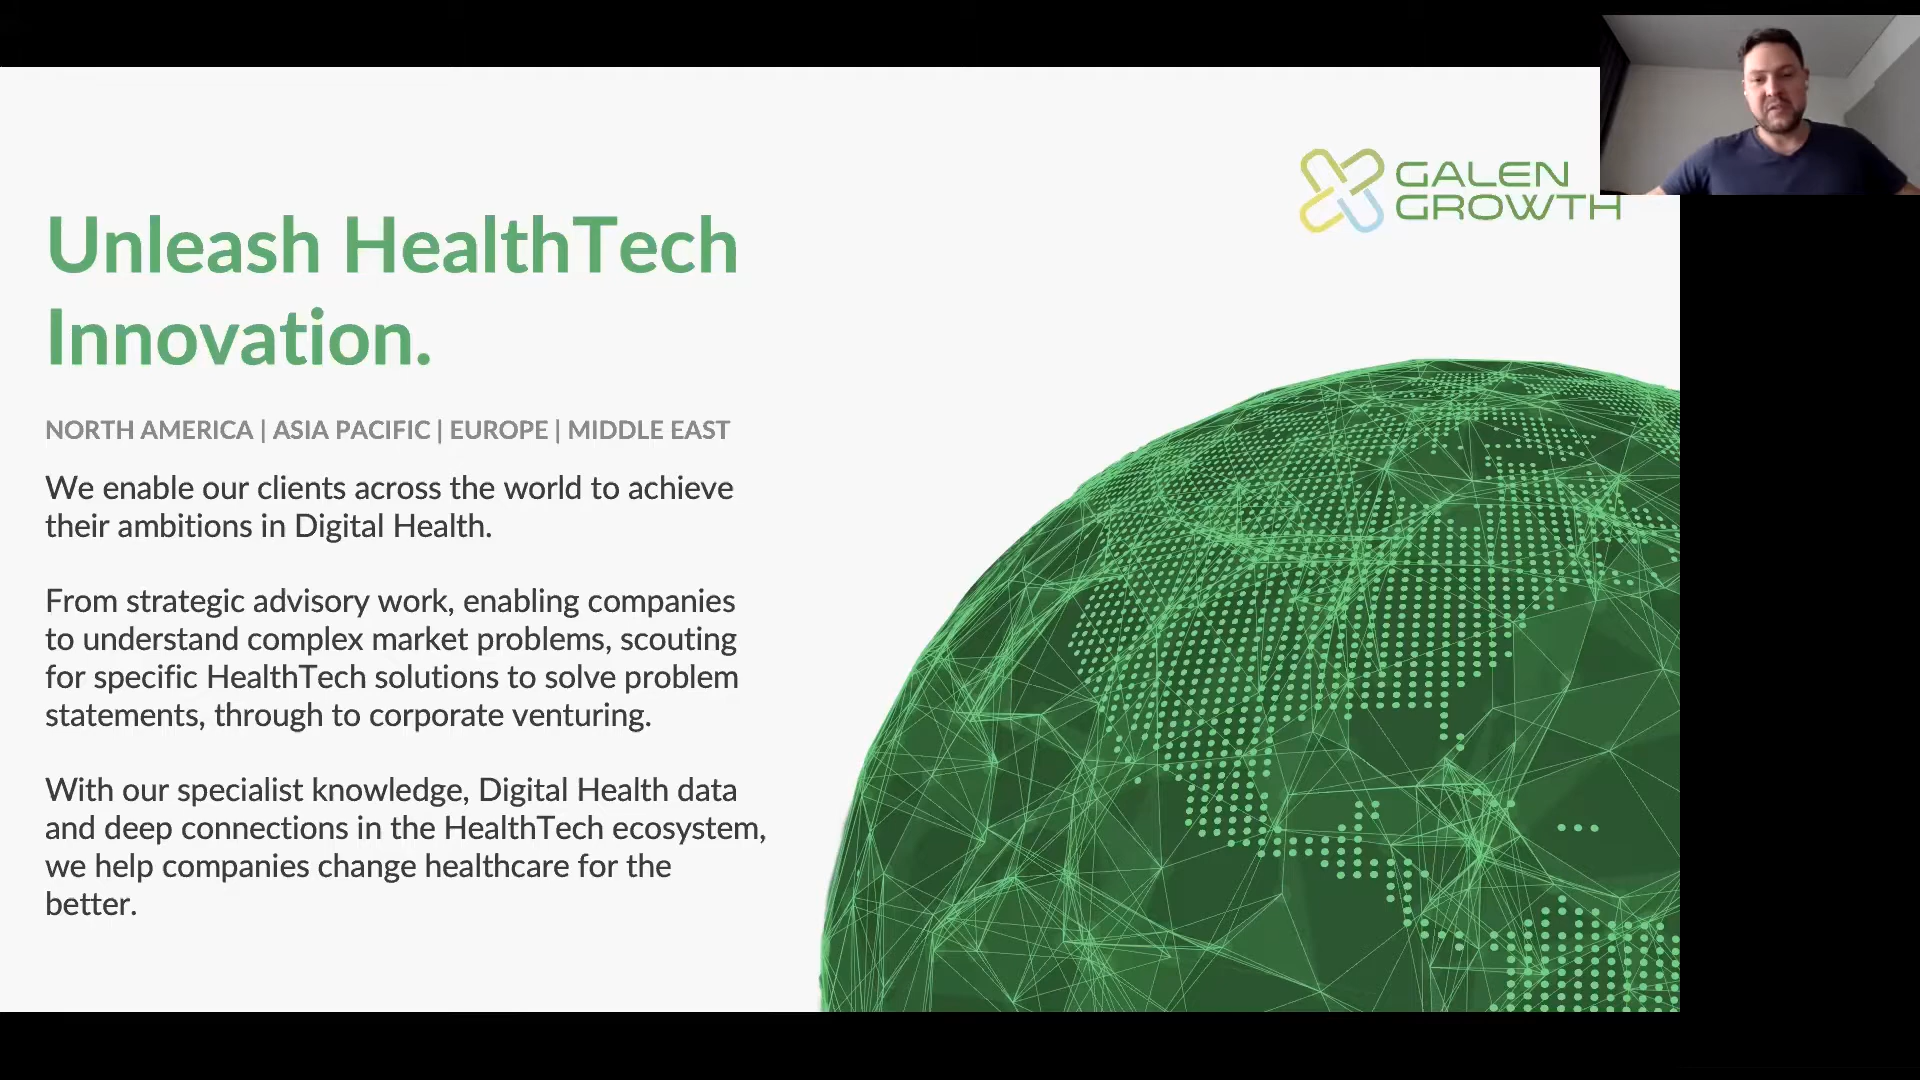 GALEN
GROWTH
Unleash HealthTech
Innovation.
NORTH AMERICA | ASIA PACIFIC | EUROPE | MIDDLE EAST
We enable our clients across the world to achieve
their ambitions in Digital Health.
From strategic advisory work, enabling companies
to understand complex market problems, scouting
for specific HealthTech solutions to solve problem
statements, through to corporate venturing.
With our specialist knowledge, Digital Health data
and deep connections in the HealthTech ecosystem,
we help companies change healthcare for the
better.